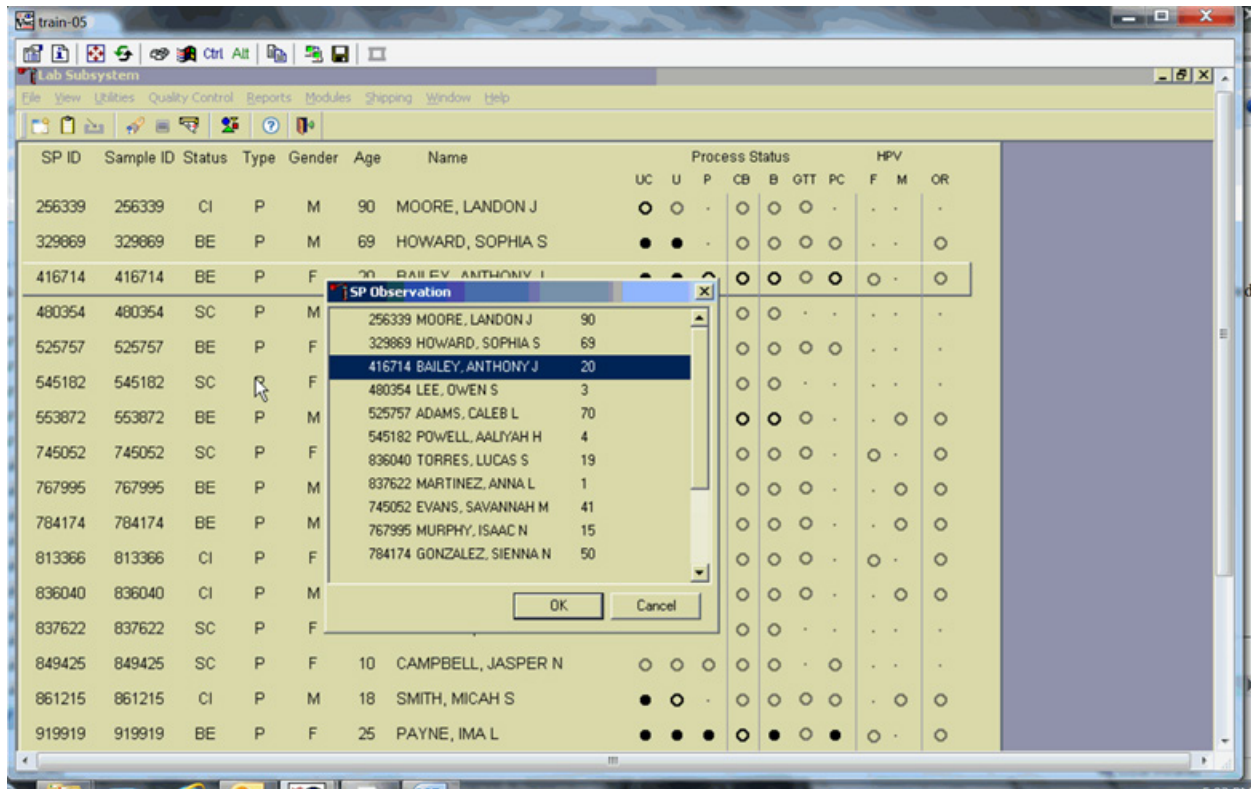 train-05
Ctrl Alt
Lab Subsystem
File View Utilities Quality Control Reports Modules Shipping Window Help
SP ID Sample ID Status Type Gender Age Name Process Status HPV
UC U P CB B GTT PC F M OR
256339 256339 CI P M 90 MOORE, LANDON J
329869 329869 BE P M 69 HOWARD, SOPHIA S
416714 416714 BE P F 20 BAILEY, ANTHONY J
SP Observation
256339 MOORE, LANDON J 90
329869 HOWARD, SOPHIA S 69
416714 BAILEY, ANTHONY J 20
480354 LEE, OWEN S 3
525757 ADAMS, CALEB L 70
545182 POWELL, AALIYAH H 4
836040 TORRES, LUCAS S 19
837622 MARTINEZ, ANNA L 1
745052 EVANS, SAVANNAH M 41
767995 MURPHY, ISAAC N 15
784174 GONZALEZ, SIENNA N 50
OK Cancel
480354 480354 SC P M
525757 525757 BE P F
545182 545182 SC P F
553872 553872 BE P M
745052 745052 SC P F
767995 767995 BE P M
784174 784174 BE P M
813366 813366 CI P F
836040 836040 CI P M
837622 837622 SC P F
849425 849425 SC P F 10 CAMPBELL, JASPER N
861215 861215 CI P M 18 SMITH, MICAH S
919919 919919 BE P F 25 PAYNE, IMA L